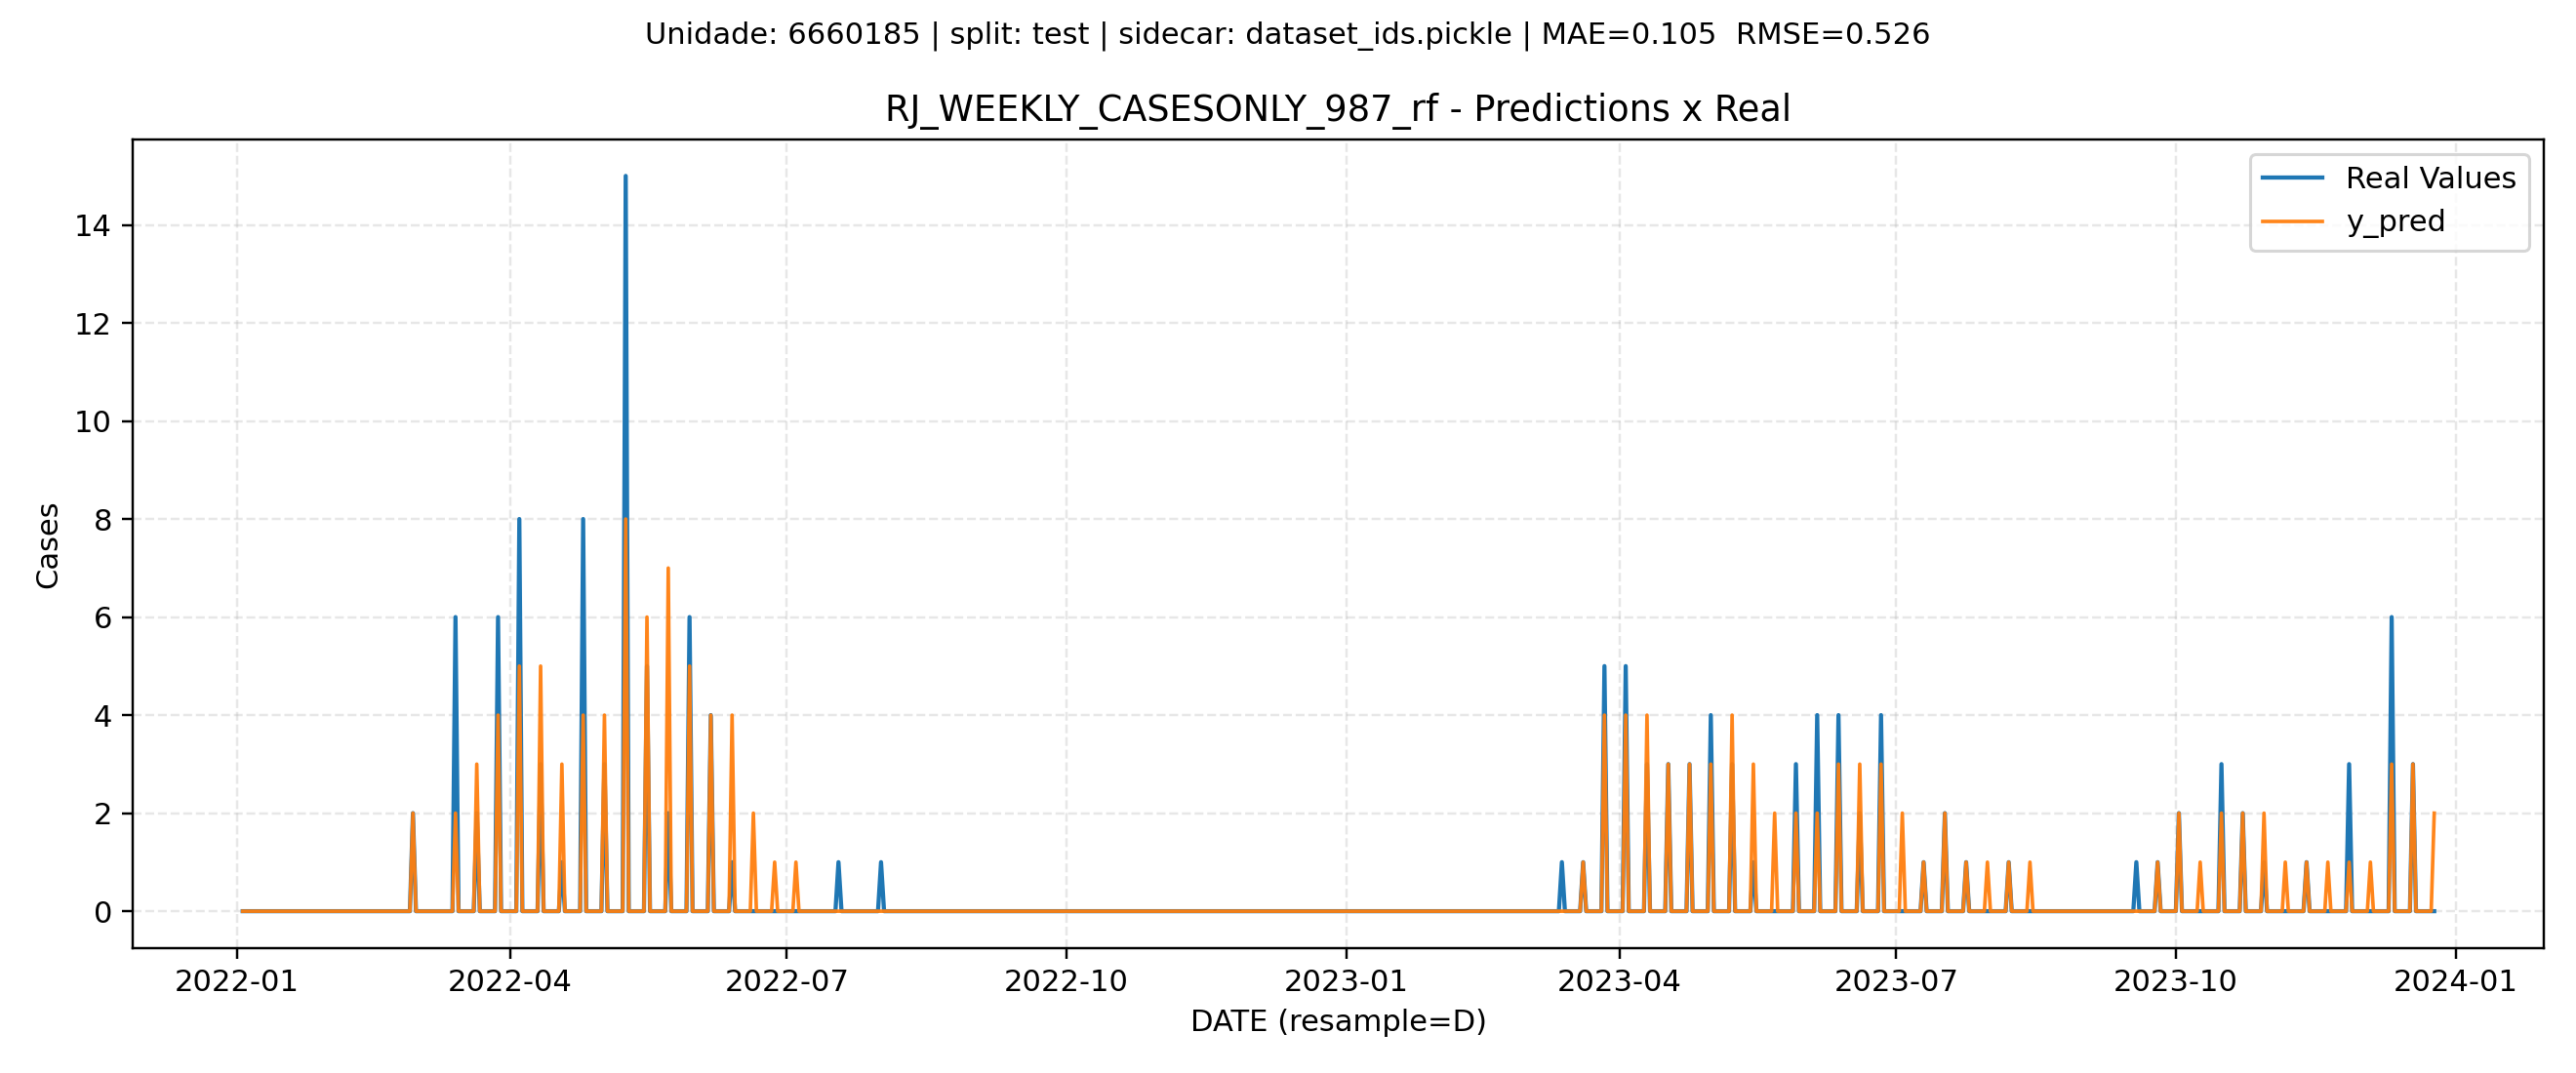 Unidade: 6660185 | split: test | sidecar: dataset_ids.pickle | MAE=0.105  RMSE=0.526
RJ_WEEKLY_CASESONLY_987_rf - Predictions x Real
Real Values
y_pred
Cases
14
12
10
8
6
4
2
0
2022-01
2022-04
2022-07
2022-10
2023-01
2023-04
2023-07
2023-10
2024-01
DATE (resample=D)